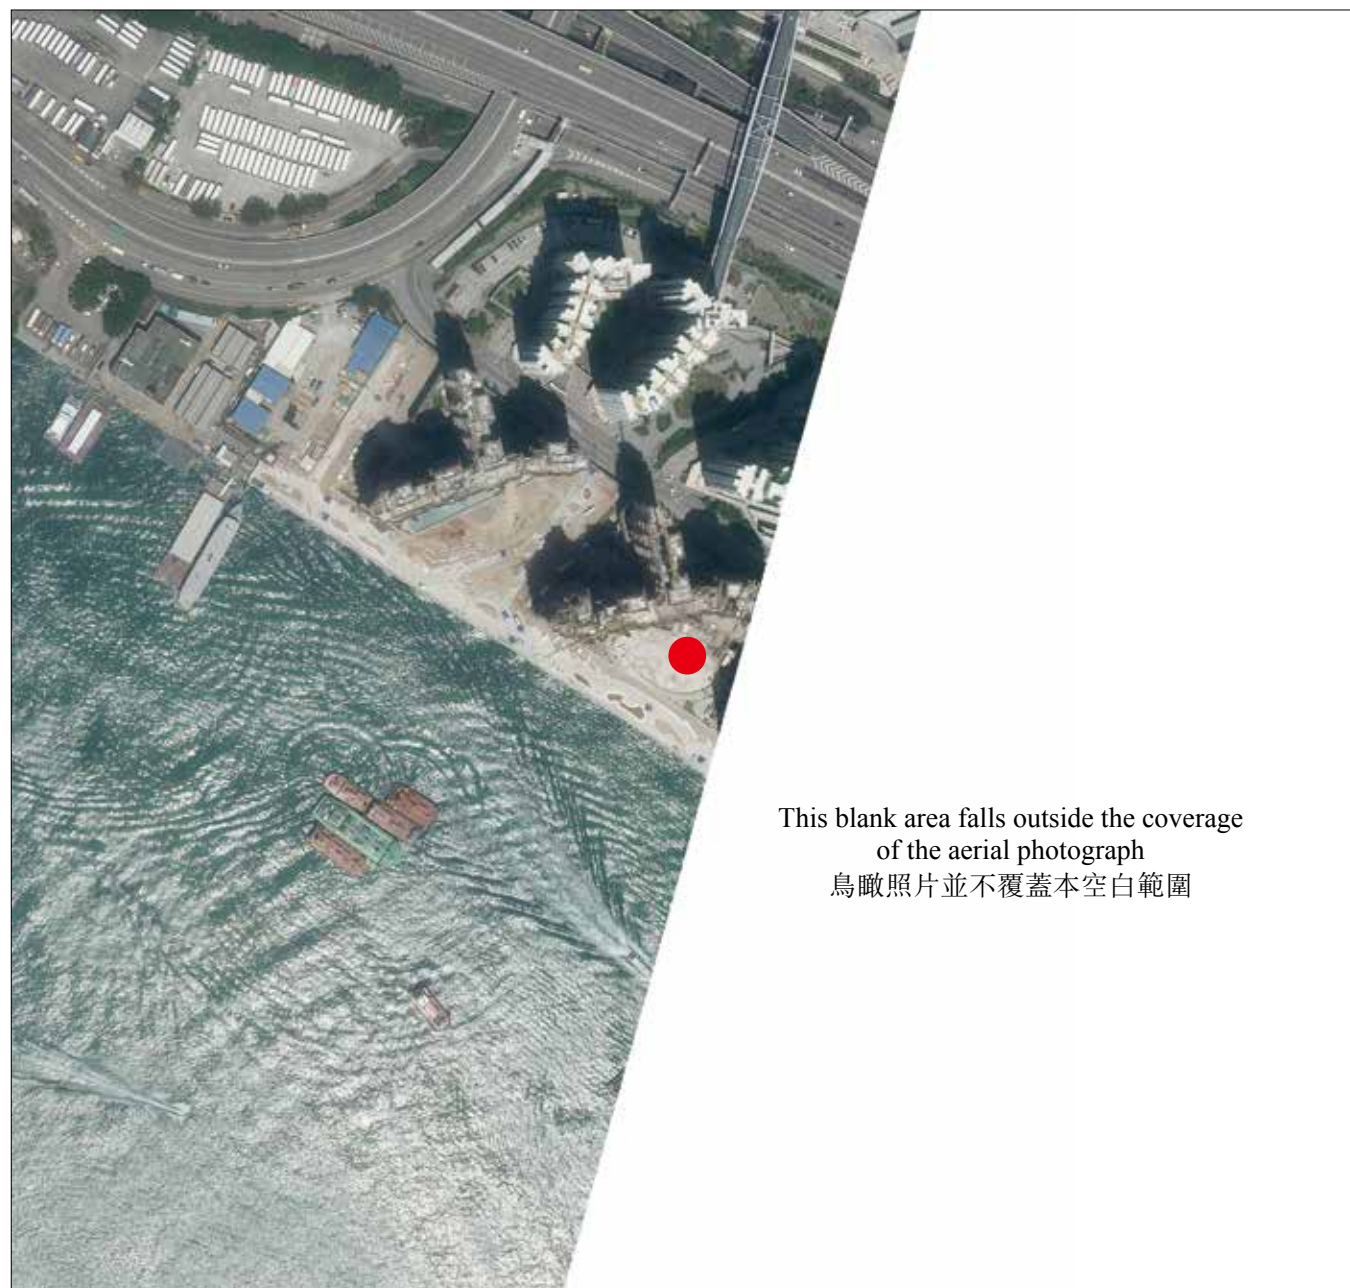 This blank area falls outside the coverage
of the aerial photograph
鳥瞰照片並不覆蓋本空白範圍